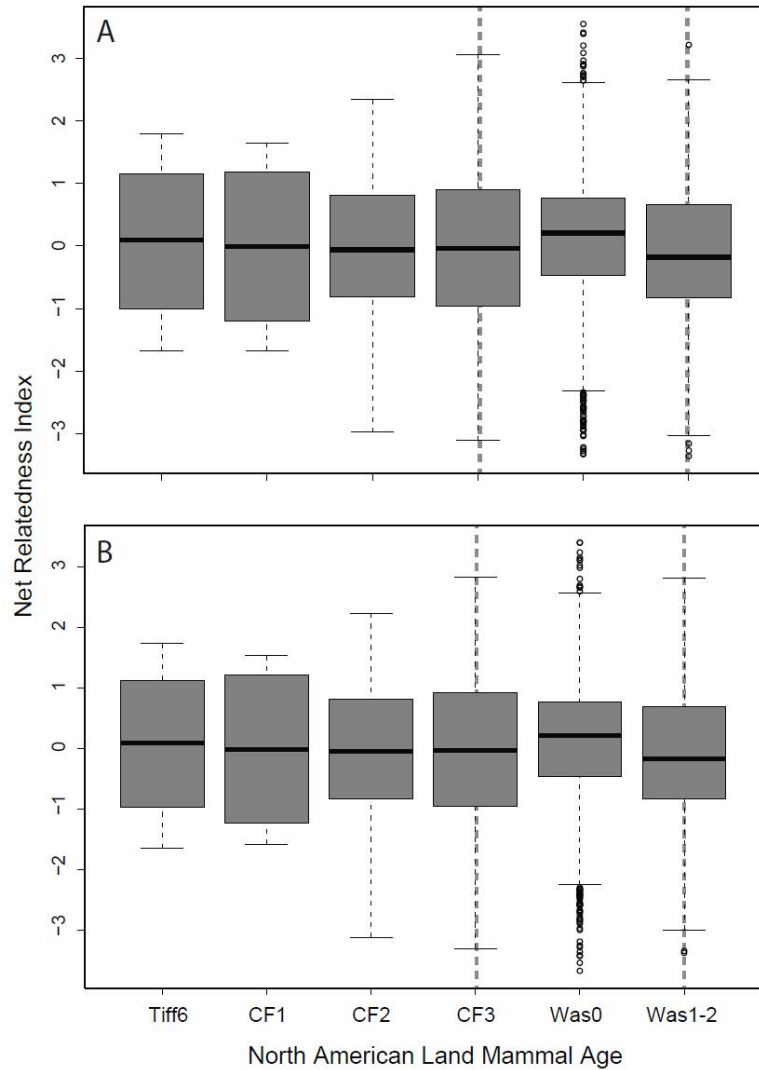 A
3
2
1
0
−1
−2
−3
Net Relatedness Index
B
3
2
1
0
−1
−2
−3
Tiff6 CF1 CF2 CF3 Was0 Was1-2
North American Land Mammal Age